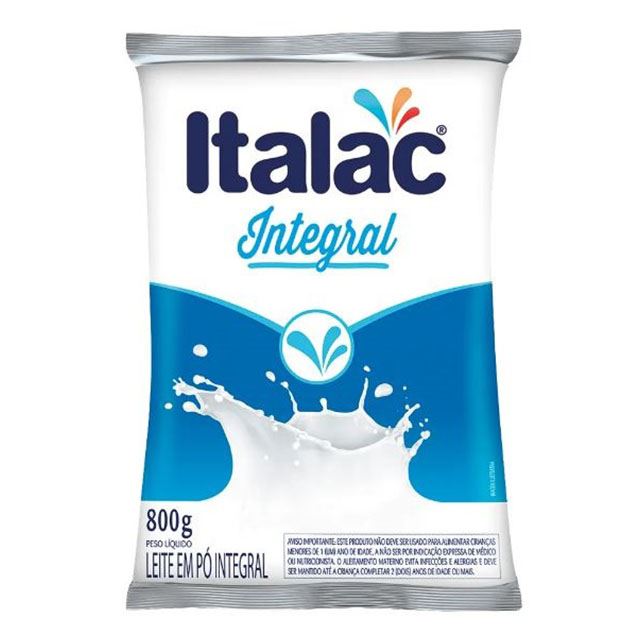 Italac®
Integral
800g
PESO LÍQUIDO
LEITE EM PÓ INTEGRAL
AVISO IMPORTANTE: ESTE PRODUTO NÃO DEVE SER USADO PARA ALIMENTAR CRIANÇAS
MENORES DE 1 (UM) ANO DE IDADE, A NÃO SER POR INDICAÇÃO EXPRESSA DE MÉDICO
OU NUTRICIONISTA. O ALEITAMENTO MATERNO EVITA INFECÇÕES E ALERGIAS E DEVE
SER MANTIDO ATÉ A CRIANÇA COMPLETAR 2 (DOIS) ANOS DE IDADE OU MAIS.